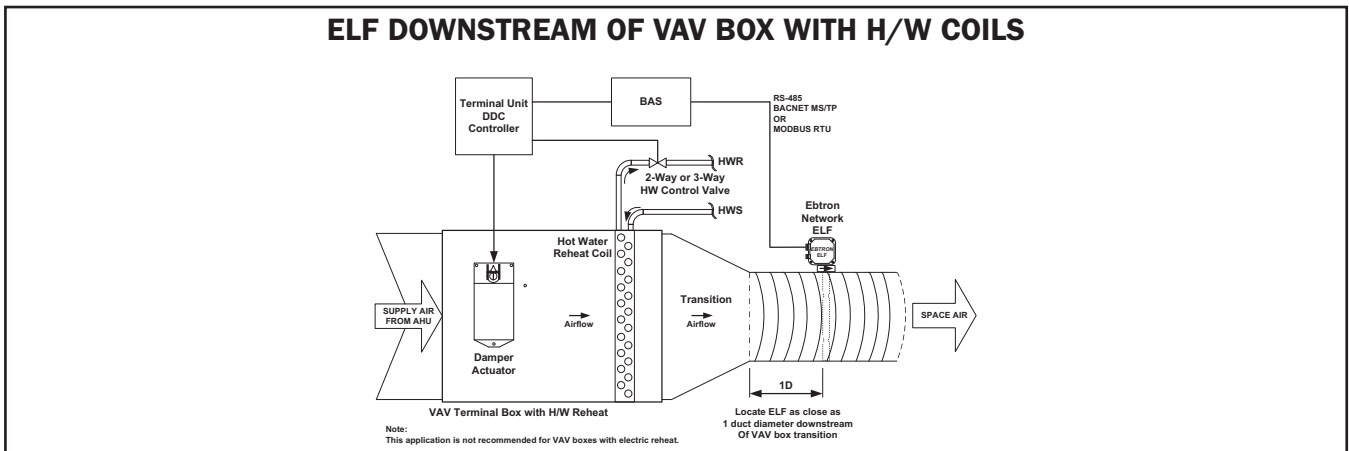 ELF DOWNSTREAM OF VAV BOX WITH H/W COILS
Terminal Unit
DDC
Controller
BAS
RS-485
BACNET MS/TP
OR
MODBUS RTU
HWR
2-Way or 3-Way
HW Control Valve
HWS
Ebtron
Network
ELF
EBTRON
ELF
Hot Water
Reheat Coil
SUPPLY AIR
FROM AHU
Airflow
Transition
Airflow
SPACE AIR
Damper
Actuator
1D
VAV Terminal Box with H/W Reheat
Locate ELF as close as
1 duct diameter downstream
Of VAV box transition
Note:
This application is not recommended for VAV boxes with electric reheat.